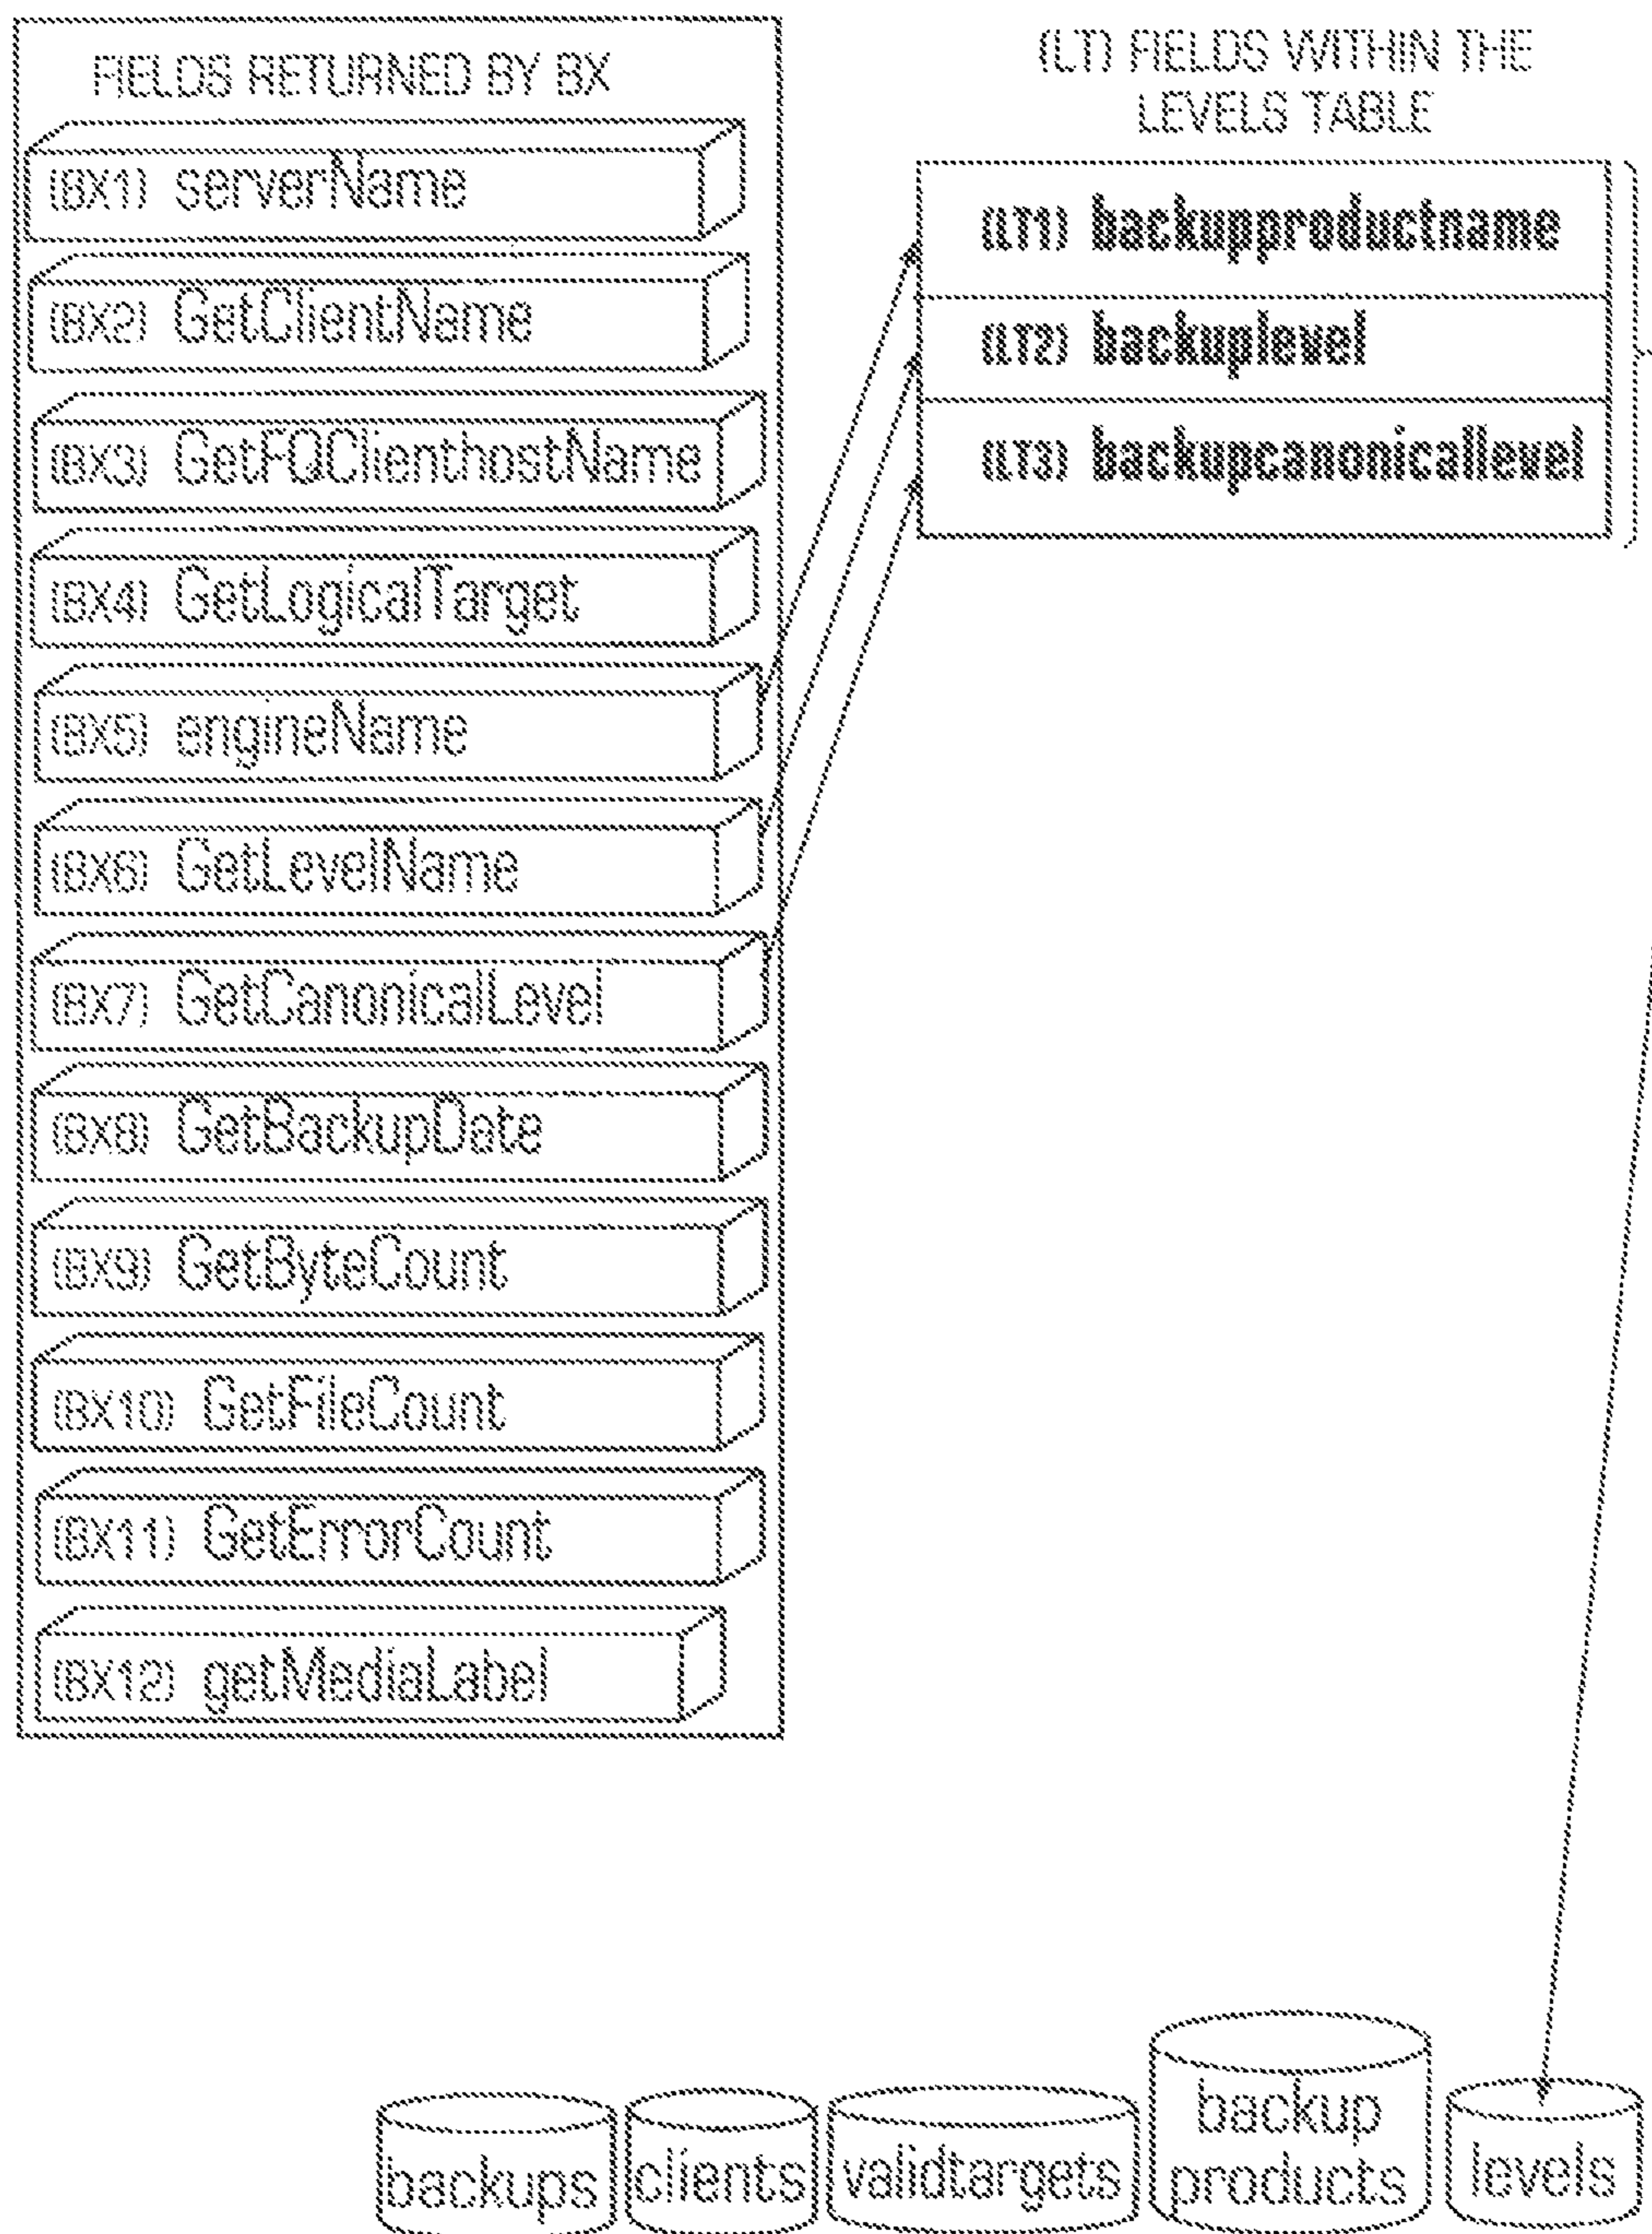 FIELDS RETURNED BY BX
(BX1) serverName
(BX2) GetClientName
(BX3) GetFQClienthostName
(BX4) GetLogicalTarget
(BX5) engineName
(BX6) GetLevelName
(BX7) GetCanonicalLevel
(BX8) GetBackupDate
(BX9) GetByteCount
(BX10) GetFileCount
(BX11) GetErrorCount
(BX12) getMediaLabel
(LT) FIELDS WITHIN THE
LEVELS TABLE
(LT1) backupproductname
(LT2) backuplevel
(LT3) backupcanonicallevel
backups
clients
validtargets
backup
products
levels